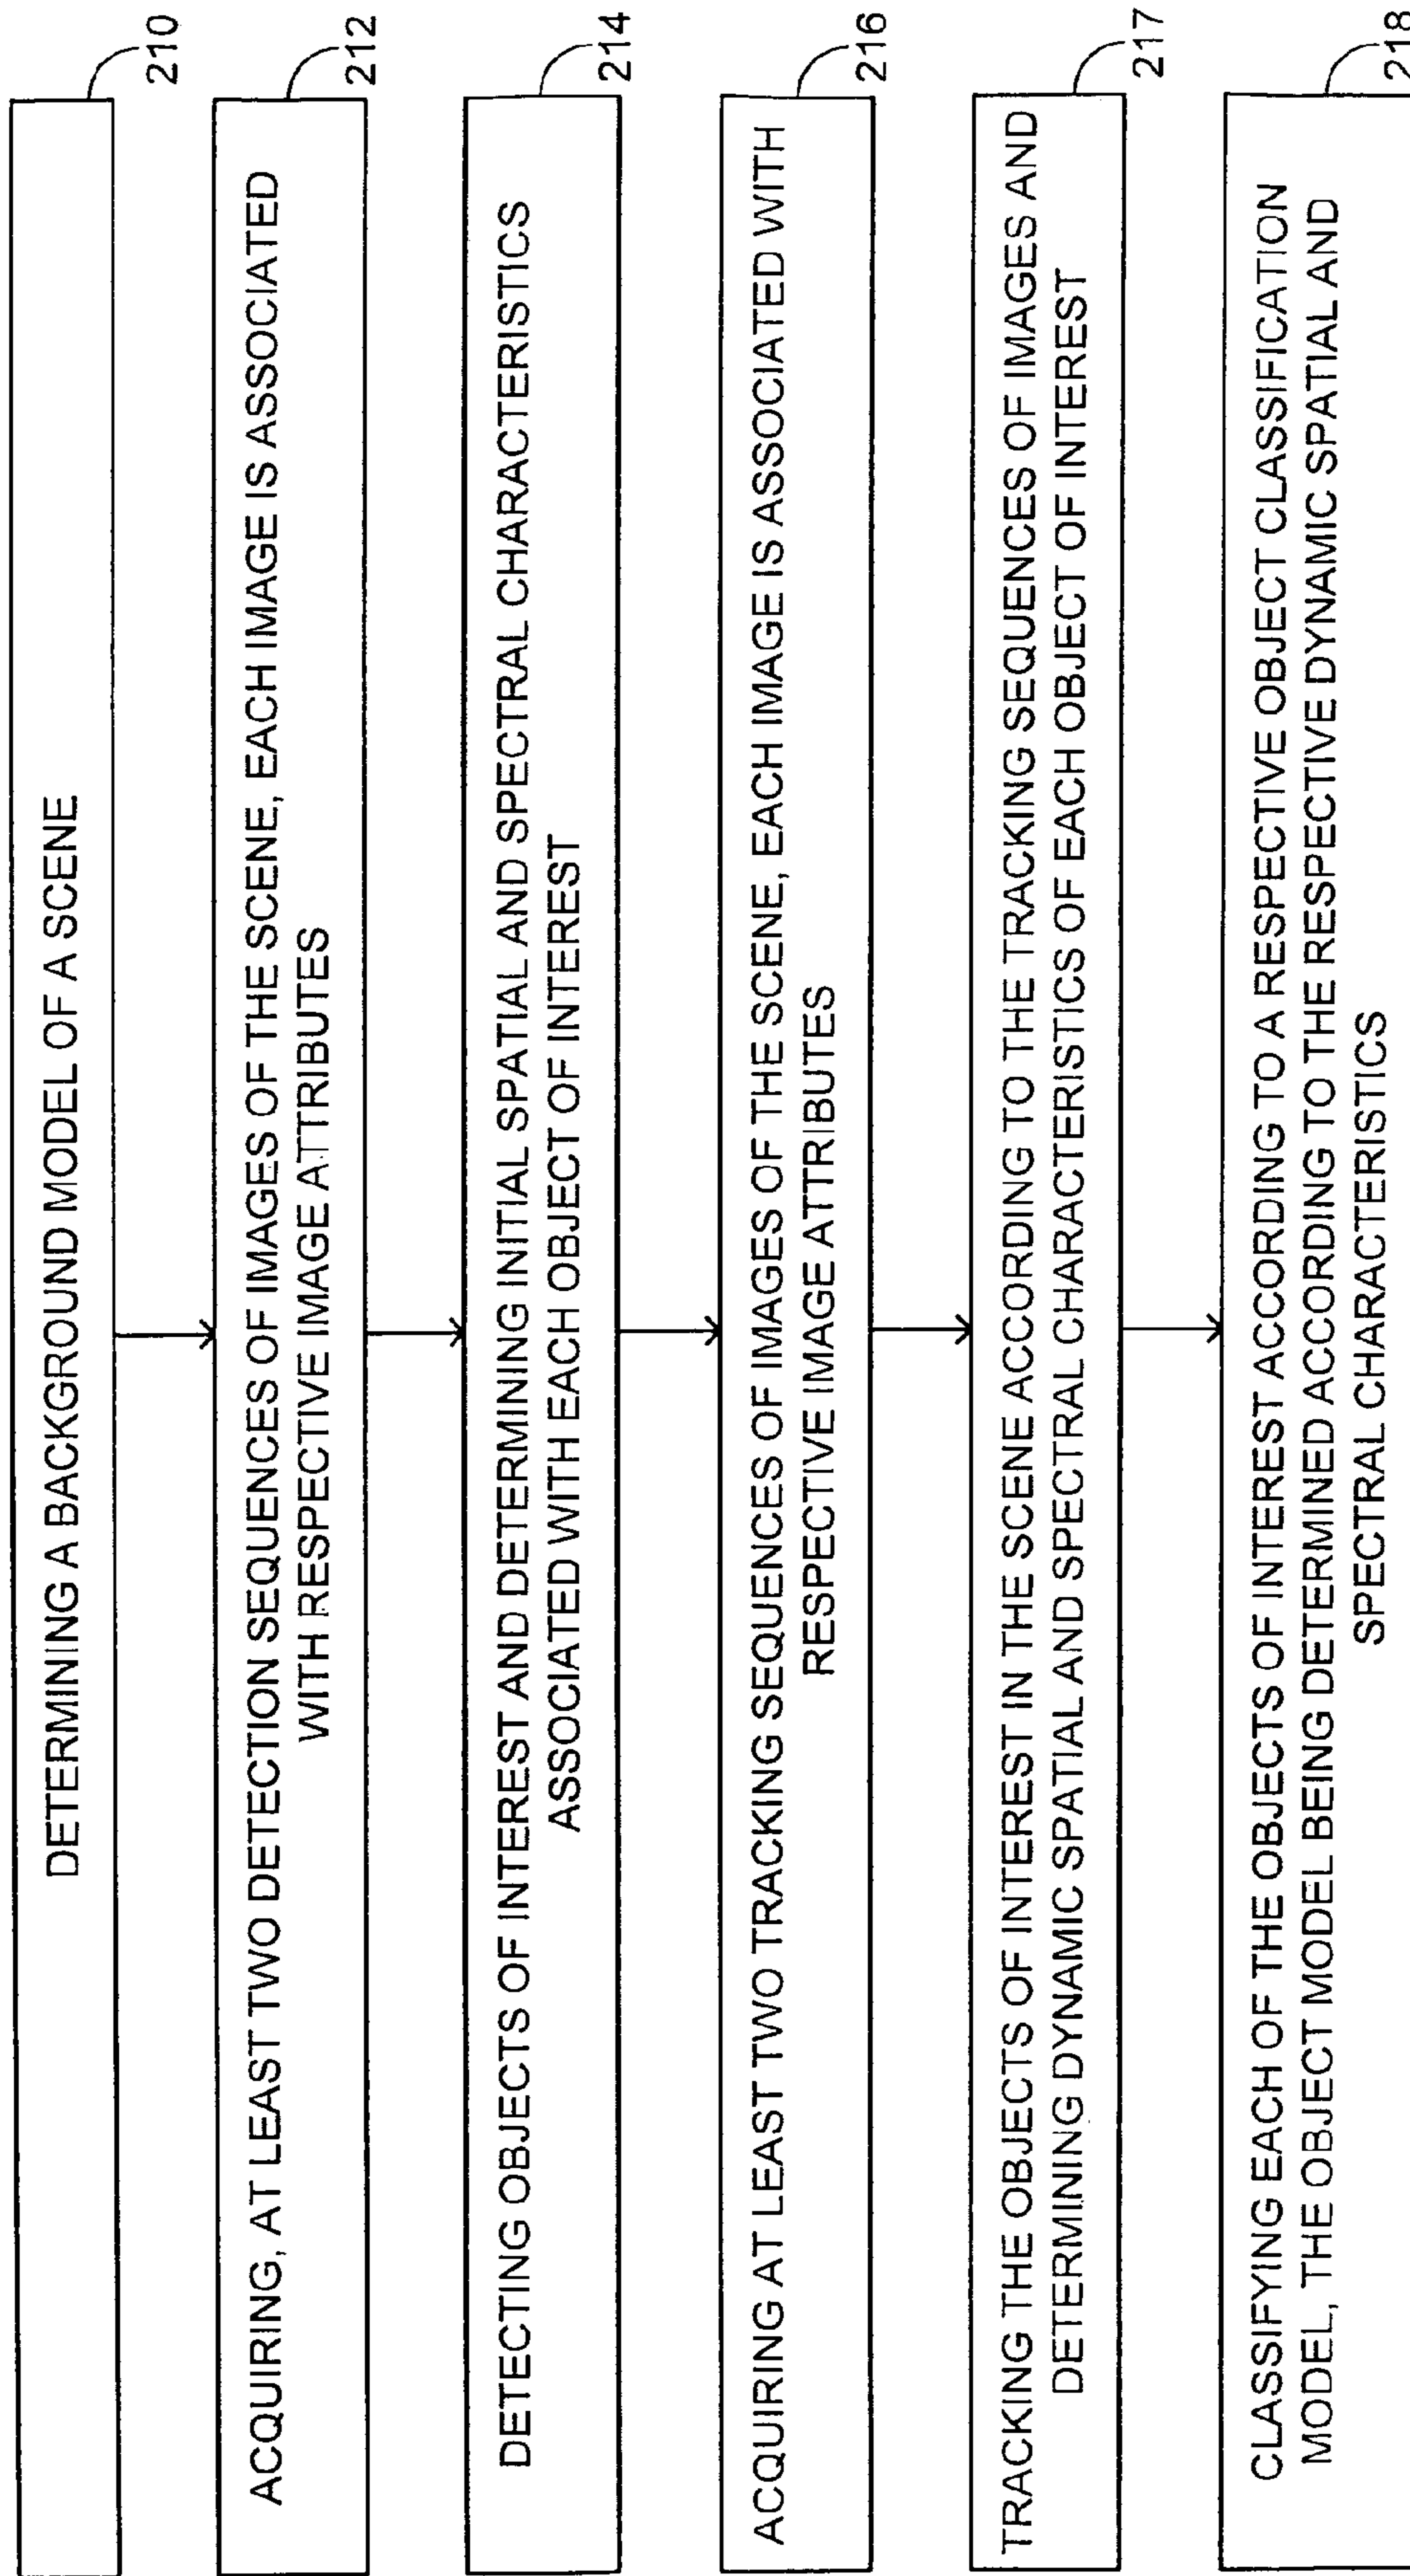 DETERMINING A BACKGROUND MODEL OF A SCENE
210
ACQUIRING, AT LEAST TWO DETECTION SEQUENCES OF IMAGES OF THE SCENE, EACH IMAGE IS ASSOCIATED
WITH RESPECTIVE IMAGE ATTRIBUTES
212
DETECTING OBJECTS OF INTEREST AND DETERMINING INITIAL SPATIAL AND SPECTRAL CHARACTERISTICS
ASSOCIATED WITH EACH OBJECT OF INTEREST
214
ACQUIRING AT LEAST TWO TRACKING SEQUENCES OF IMAGES OF THE SCENE, EACH IMAGE IS ASSOCIATED WITH
RESPECTIVE IMAGE ATTRIBUTES
216
TRACKING THE OBJECTS OF INTEREST IN THE SCENE ACCORDING TO THE TRACKING SEQUENCES OF IMAGES AND
DETERMINING DYNAMIC SPATIAL AND SPECTRAL CHARACTERISTICS OF EACH OBJECT OF INTEREST
217
CLASSIFYING EACH OF THE OBJECTS OF INTEREST ACCORDING TO A RESPECTIVE OBJECT CLASSIFICATION
MODEL, THE OBJECT MODEL BEING DETERMINED ACCORDING TO THE RESPECTIVE DYNAMIC SPATIAL AND
SPECTRAL CHARACTERISTICS
218